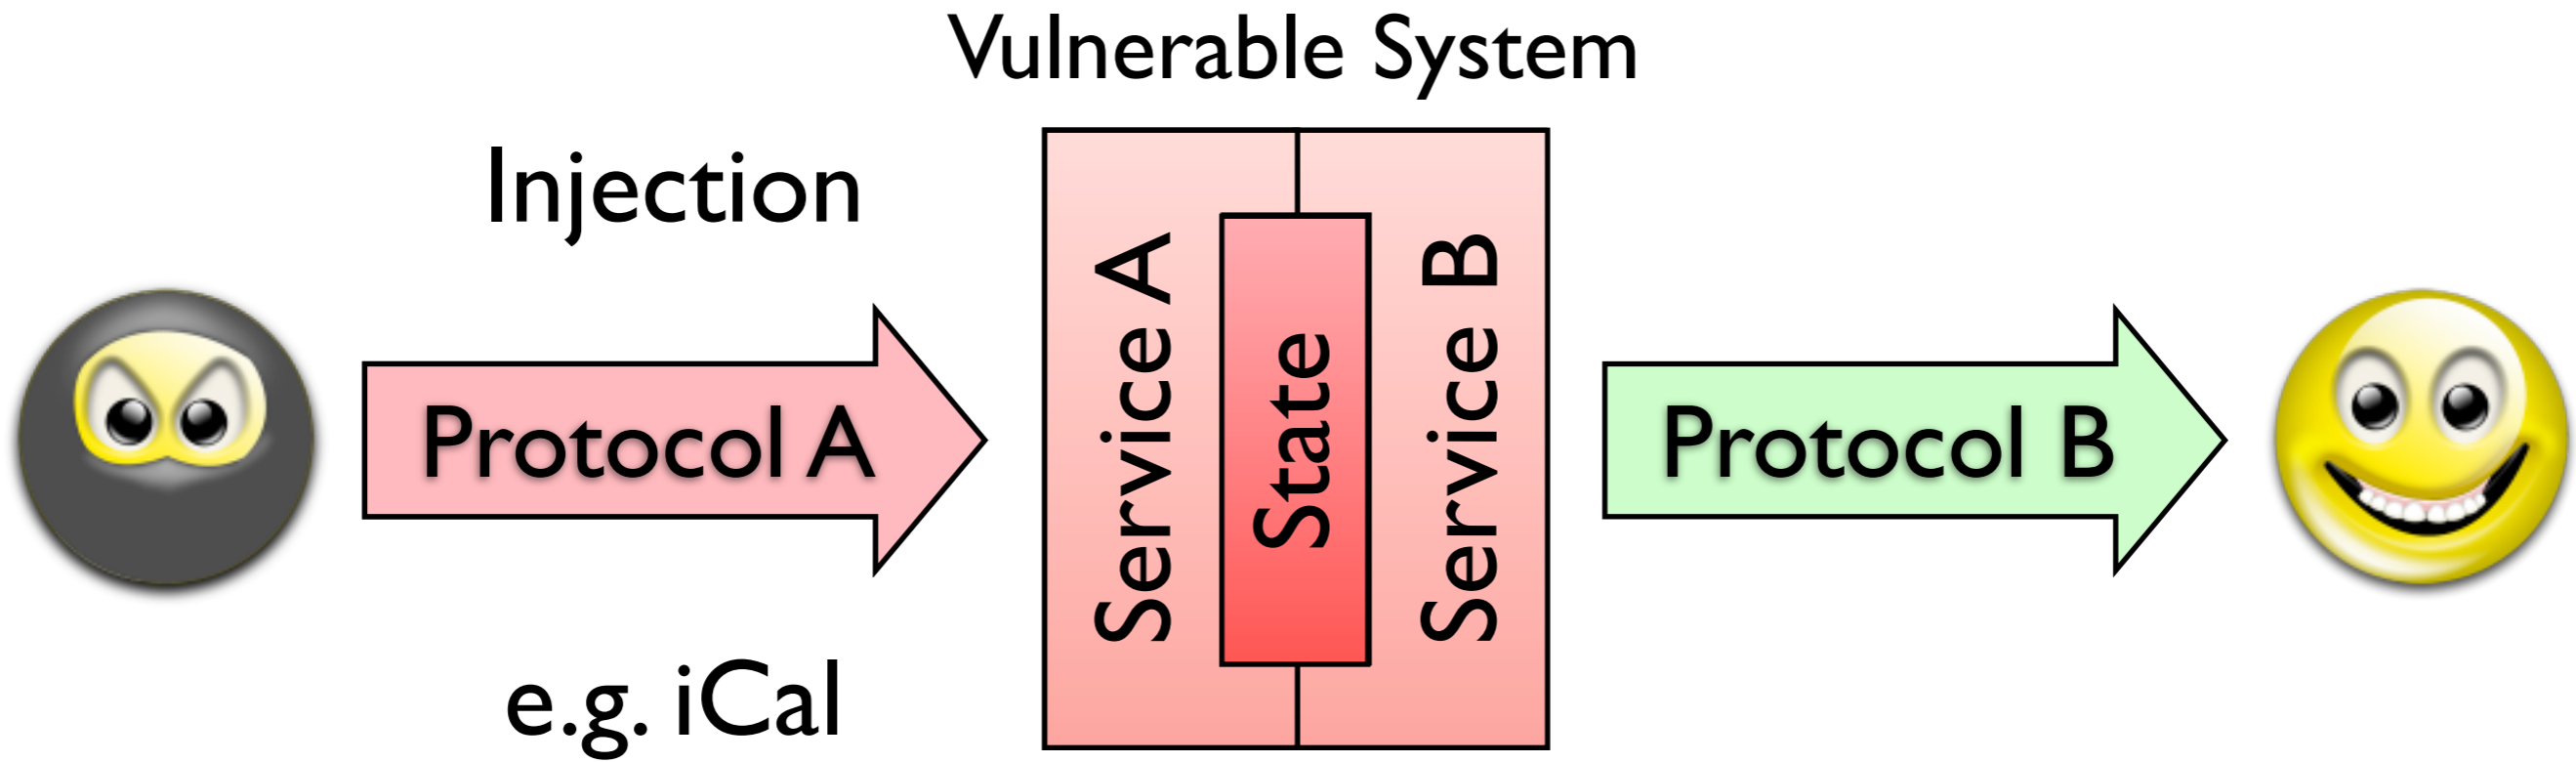 Vulnerable System
Injection
Protocol A
e.g. iCal
Service A
State
Service B
Protocol B